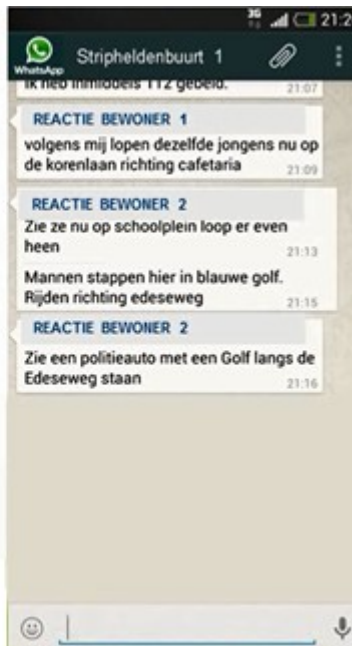 3G
21:2
WhatsApp
Stripheldenbuurt 1
Ik heb inmiddels 112 gebeld.
21:07
REACTIE BEWONER 1
volgens mij lopen dezelfde jongens nu op
de korenlaan richting cafetaria
21:09
REACTIE BEWONER 2
Zie ze nu op schoolplein loop er even
heen
21:13
Mannen stappen hier in blauwe golf.
Rijden richting edeseweg
21:15
REACTIE BEWONER 2
Zie een politieauto met een Golf langs de
Edeseweg staan
21:16